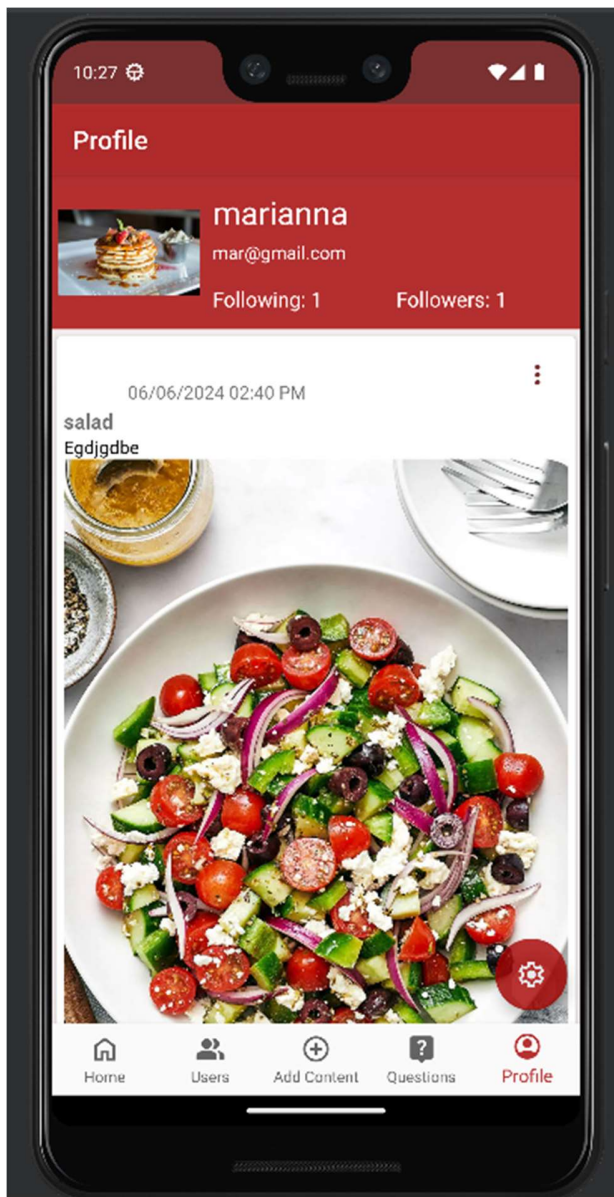 10:27
Profile
marianna
mar@gmail.com
Following: 1 Followers: 1
06/06/2024 02:40 PM
salad
Egdjgdbe
Home Users Add Content Questions Profile